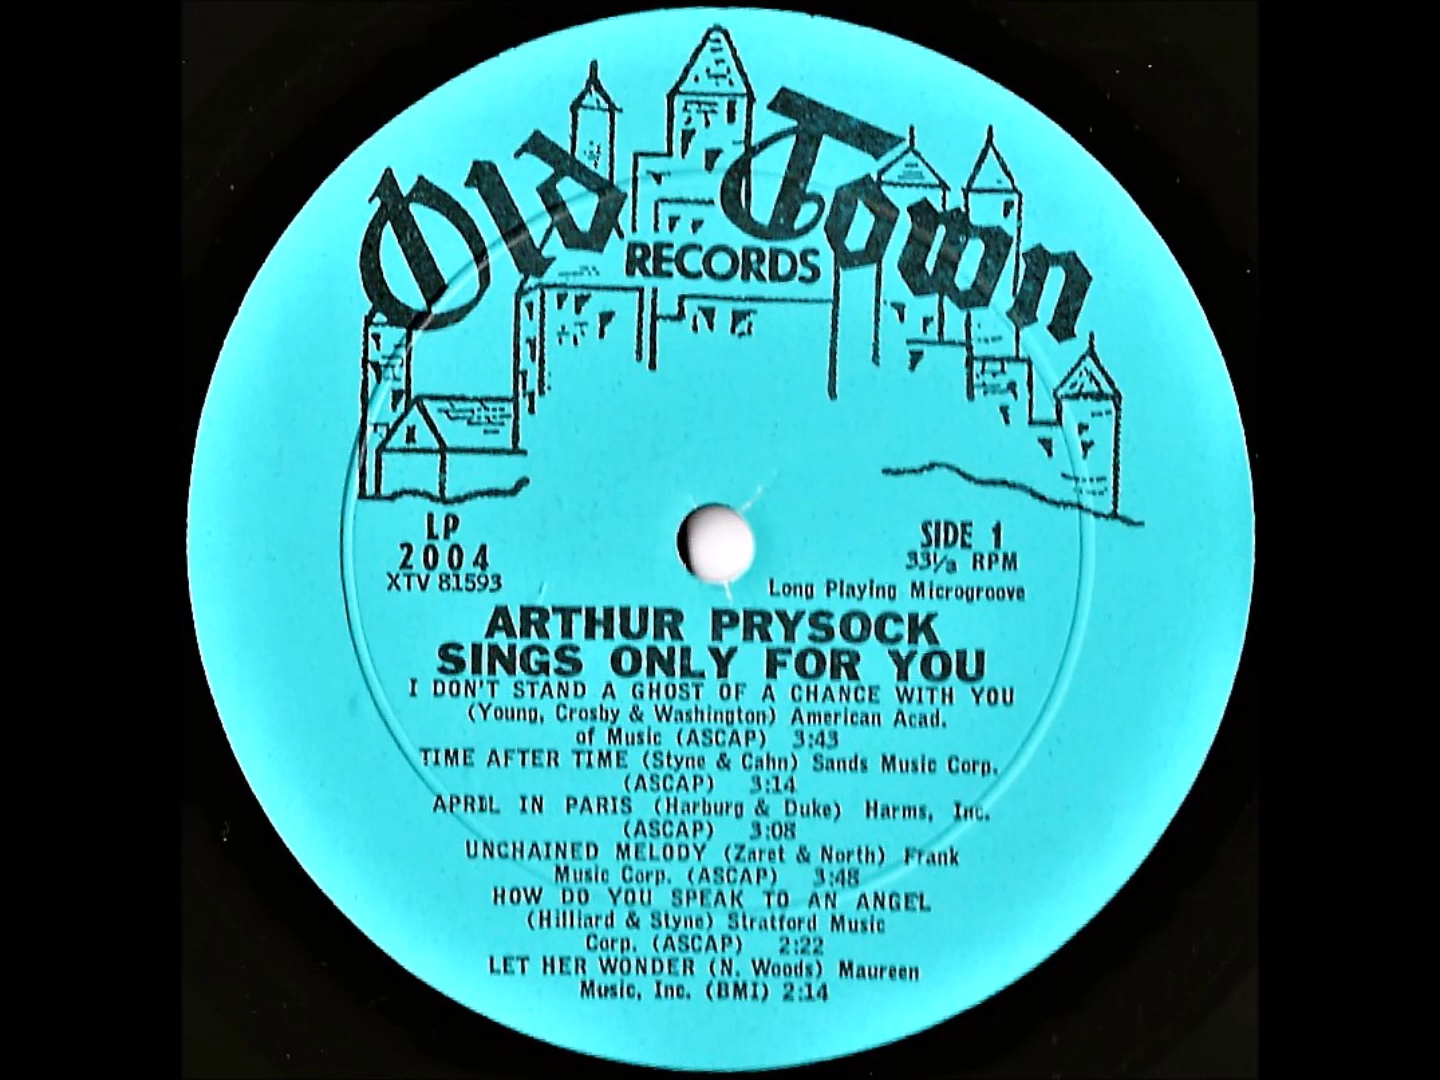 Old Town
RECORDS
LP
2004
XTV 81593
SIDE 1
33⅓ RPM
Long Playing Microgroove
ARTHUR PRYSOCK
SINGS ONLY FOR YOU
I DON'T STAND A GHOST OF A CHANCE WITH YOU
(Young, Crosby & Washington) American Acad.
of Music (ASCAP) 3:43
TIME AFTER TIME (Styne & Cahn) Sands Music Corp.
(ASCAP) 3:14
APRIL IN PARIS (Harburg & Duke) Harms, Inc.
(ASCAP) 3:08
UNCHAINED MELODY (Zaret & North) Frank
Music Corp. (ASCAP) 3:48
HOW DO YOU SPEAK TO AN ANGEL
(Hilliard & Styne) Stratford Music
Corp. (ASCAP) 2:22
LET HER WONDER (N. Woods) Maureen
Music, Inc. (BMI) 2:14